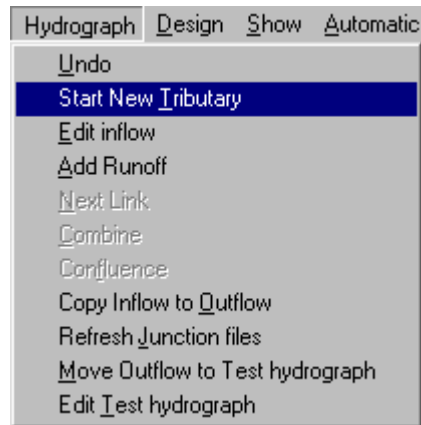 Hydrograph Design Show Automatic
Undo
Start New Tributary
Edit inflow
Add Runoff
Next Link
Combine
Confluence
Copy Inflow to Outflow
Refresh Junction files
Move Outflow to Test hydrograph
Edit Test hydrograph